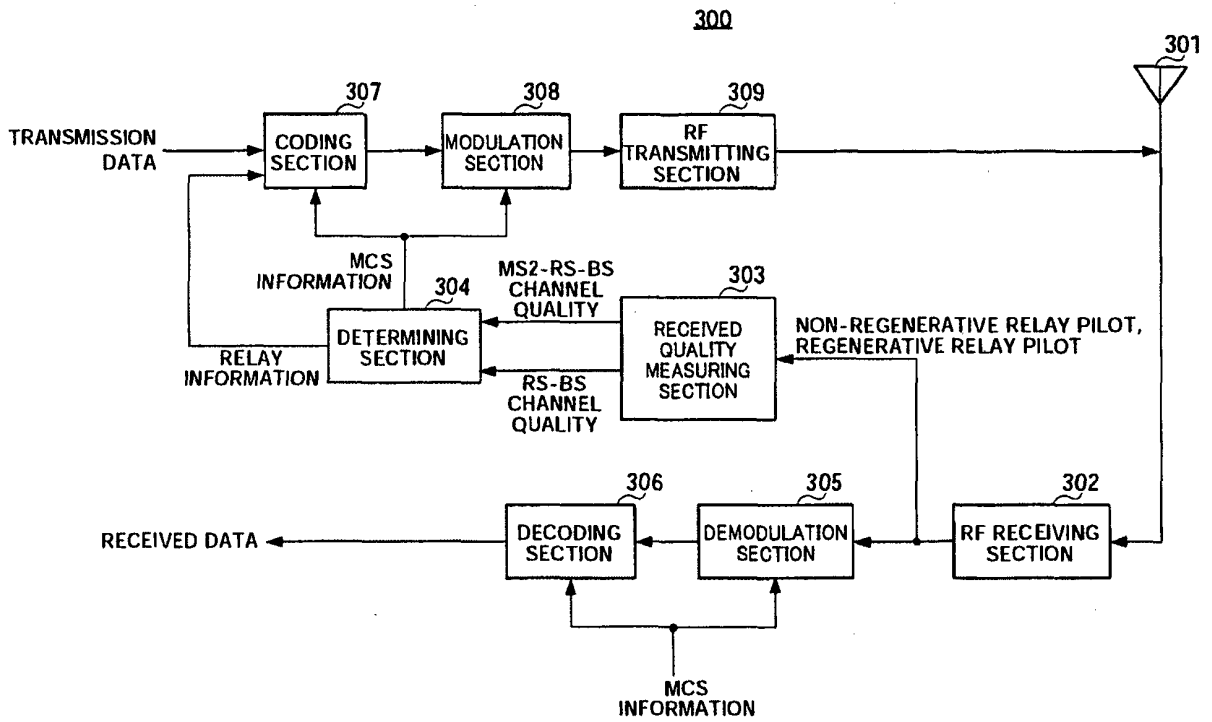 300
301
307
308
309
TRANSMISSION
DATA
CODING
SECTION
MODULATION
SECTION
RF
TRANSMITTING
SECTION
MCS
INFORMATION
304
MS2-RS-BS
CHANNEL
QUALITY
303
DETERMINING
SECTION
RECEIVED
QUALITY
MEASURING
SECTION
NON-REGENERATIVE RELAY PILOT,
REGENERATIVE RELAY PILOT
RELAY
INFORMATION
RS-BS
CHANNEL
QUALITY
306
305
302
RECEIVED DATA
DECODING
SECTION
DEMODULATION
SECTION
RF RECEIVING
SECTION
MCS
INFORMATION